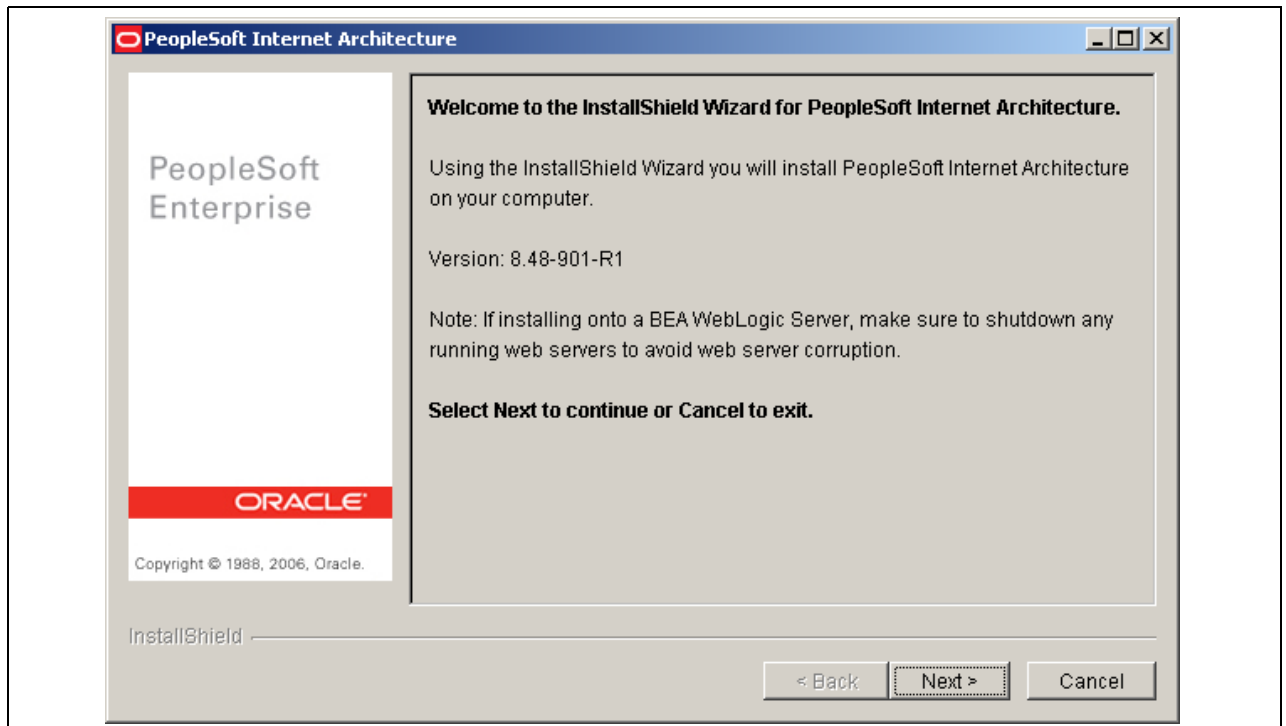 PeopleSoft Internet Architecture
PeopleSoft
Enterprise
ORACLE®
Copyright © 1988, 2006, Oracle.
Welcome to the InstallShield Wizard for PeopleSoft Internet Architecture.
Using the InstallShield Wizard you will install PeopleSoft Internet Architecture
on your computer.
Version: 8.48-901-R1
Note: If installing onto a BEA WebLogic Server, make sure to shutdown any
running web servers to avoid web server corruption.
Select Next to continue or Cancel to exit.
InstallShield
< Back Next > Cancel